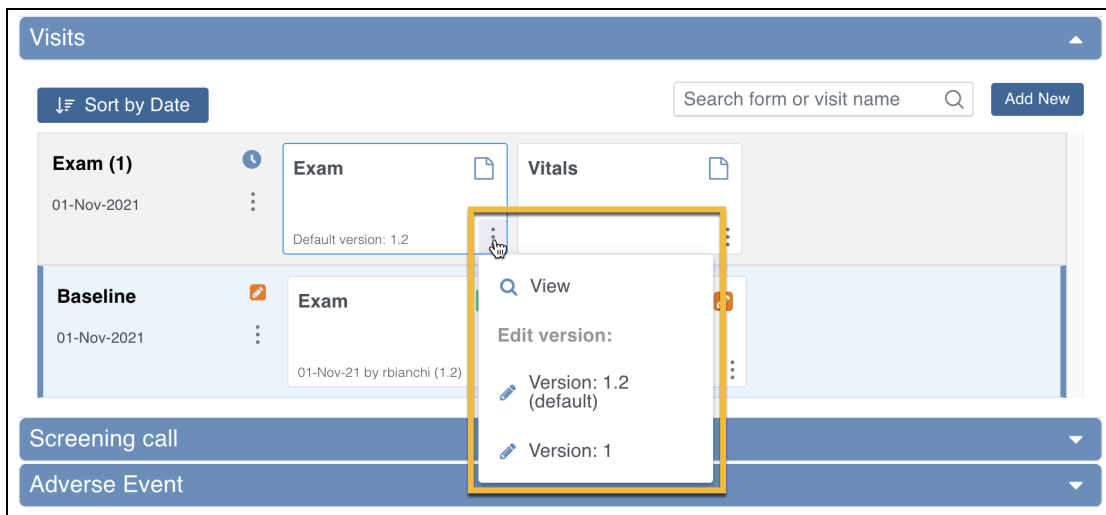 Visits
Sort by Date
Search form or visit name
Add New
Exam (1)
01-Nov-2021
Exam
Default version: 1.2
Vitals
View
Edit version:
Version: 1.2
(default)
Version: 1
Baseline
01-Nov-2021
Exam
01-Nov-21 by rbianchi (1.2)
Screening call
Adverse Event